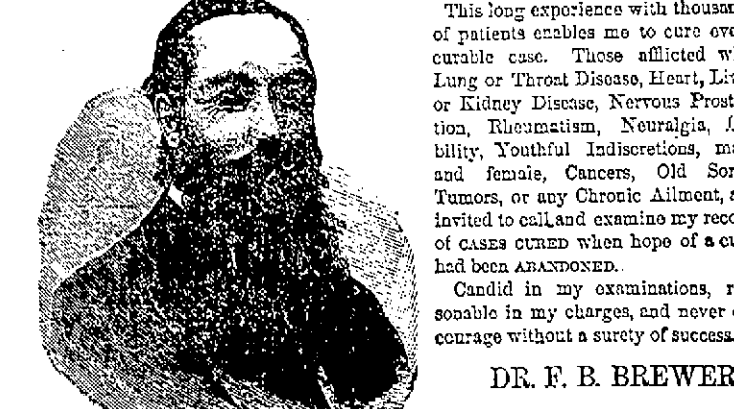 This long experience with thousan
of patients enables me to cure eve
curable case. Those afflicted w
Lung or Throat Disease, Heart, Li
or Kidney Disease, Nervous Prost
tion, Rheumatism, Neuralgia,
bility, Youthful Indiscretions, ma
and female, Cancers, Old Sor
Tumors, or any Chronic Ailment, a
invited to call and examine my reco
of CASES CURED when hope of a cu
had been ABANDONED.
Candid in my examinations, r
sonable in my charges, and never
courage without a surety of success.
DR. F. B. BREWER